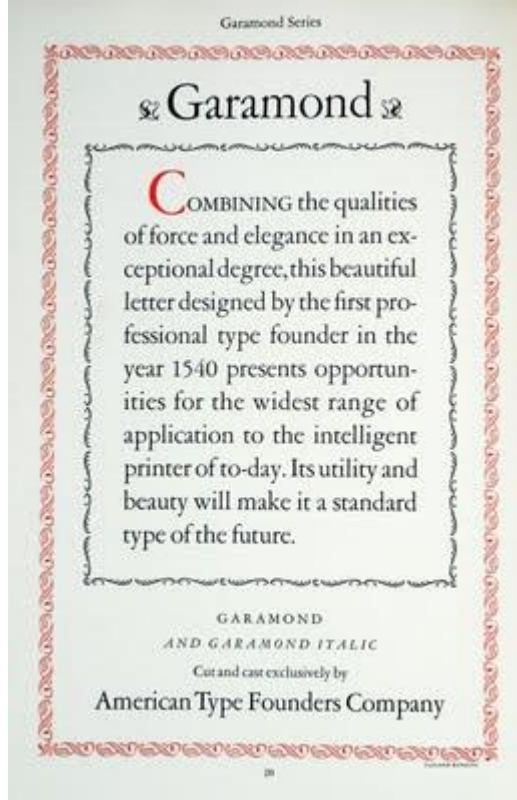 Garamond Series
Garamond
COMBINING the qualities
of force and elegance in an ex-
ceptional degree, this beautiful
letter designed by the first pro-
fessional type founder in the
year 1540 presents opportun-
ities for the widest range of
application to the intelligent
printer of to-day. Its utility and
beauty will make it a standard
type of the future.
GARAMOND
AND GARAMOND ITALIC
Cut and cast exclusively by
American Type Founders Company